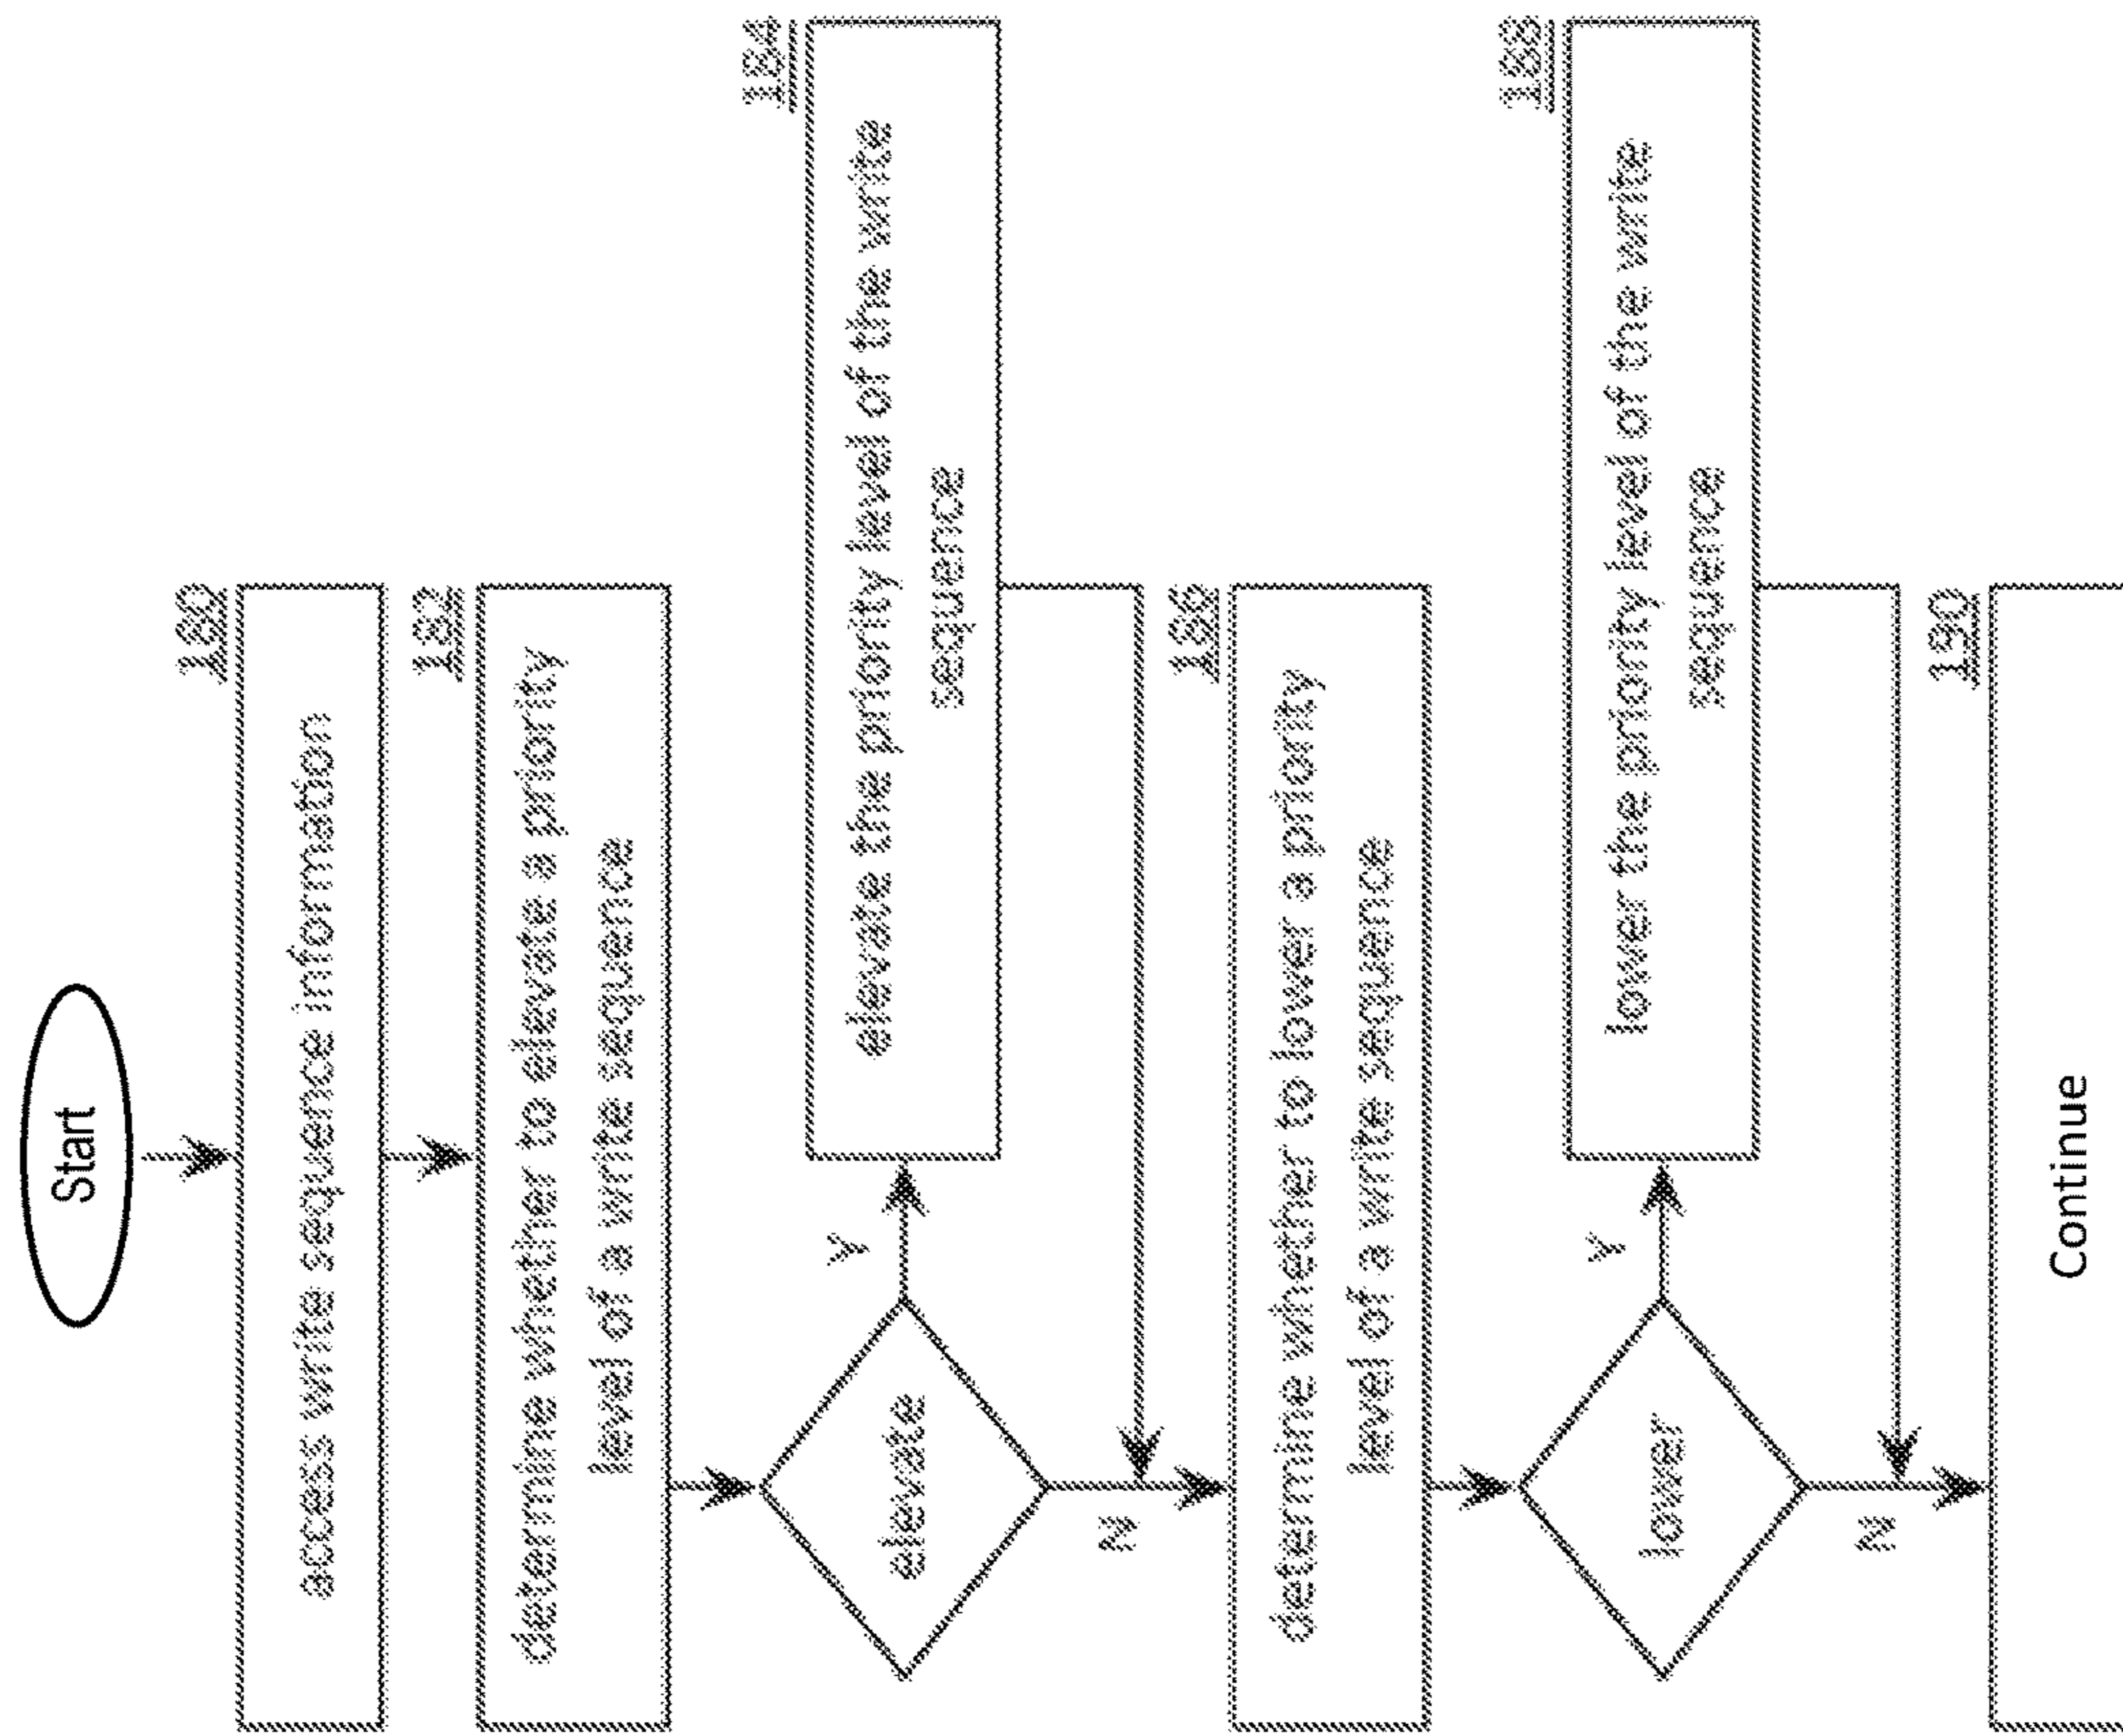 Start
180
access write sequence information
182
determine whether to elevate a priority
level of a write sequence
184
elevate
Y
elevate the priority level of the write
sequence
N
186
determine whether to lower a priority
level of a write sequence
188
lower
Y
lower the priority level of the write
sequence
N
190
Continue